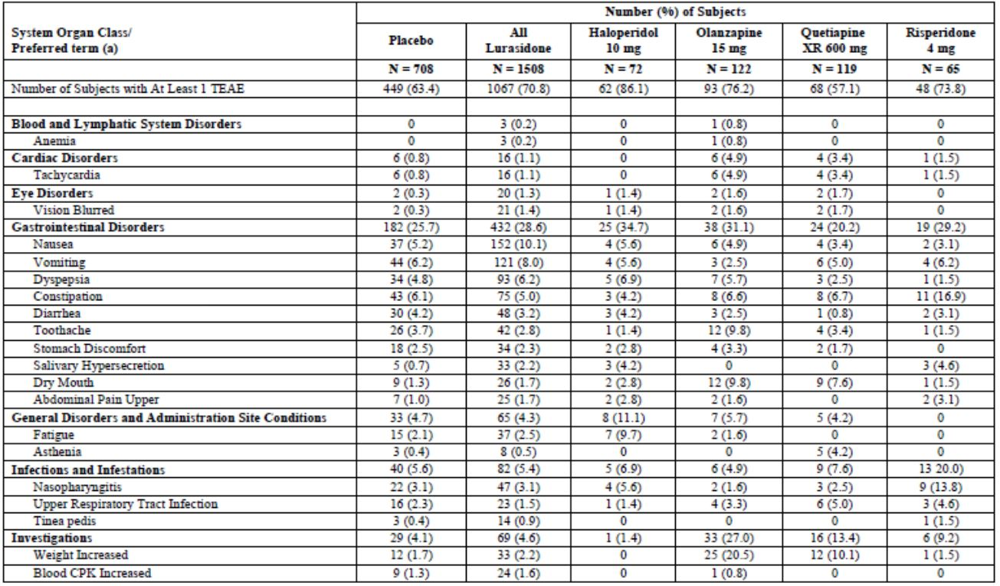 Number (%) of Subjects
System Organ Class/
Preferred term (a)
Placebo
All
Lurasidone
Haloperidol
10 mg
Olanzapine
15 mg
Quetiapine
XR 600 mg
Risperidone
4 mg
N = 708 N = 1508 N = 72 N = 122 N = 119 N = 65
Number of Subjects with At Least 1 TEAE 449 (63.4) 1067 (70.8) 62 (86.1) 93 (76.2) 68 (57.1) 48 (73.8)
Blood and Lymphatic System Disorders 0 3 (0.2) 0 1 (0.8) 0 0
Anemia 0 3 (0.2) 0 1 (0.8) 0 0
Cardiac Disorders 6 (0.8) 16 (1.1) 0 6 (4.9) 4 (3.4) 1 (1.5)
Tachycardia 6 (0.8) 16 (1.1) 0 6 (4.9) 4 (3.4) 1 (1.5)
Eye Disorders 2 (0.3) 20 (1.3) 1 (1.4) 2 (1.6) 2 (1.7) 0
Vision Blurred 2 (0.3) 21 (1.4) 1 (1.4) 2 (1.6) 2 (1.7) 0
Gastrointestinal Disorders 182 (25.7) 432 (28.6) 25 (34.7) 38 (31.1) 24 (20.2) 19 (29.2)
Nausea 37 (5.2) 152 (10.1) 4 (5.6) 6 (4.9) 4 (3.4) 2 (3.1)
Vomiting 44 (6.2) 121 (8.0) 4 (5.6) 3 (2.5) 6 (5.0) 4 (6.2)
Dyspepsia 34 (4.8) 93 (6.2) 5 (6.9) 7 (5.7) 3 (2.5) 1 (1.5)
Constipation 43 (6.1) 75 (5.0) 3 (4.2) 8 (6.6) 8 (6.7) 11 (16.9)
Diarrhea 30 (4.2) 48 (3.2) 3 (4.2) 3 (2.5) 1 (0.8) 2 (3.1)
Toothache 26 (3.7) 42 (2.8) 1 (1.4) 12 (9.8) 4 (3.4) 1 (1.5)
Stomach Discomfort 18 (2.5) 34 (2.3) 2 (2.8) 4 (3.3) 2 (1.7) 0
Salivary Hypersecretion 5 (0.7) 33 (2.2) 3 (4.2) 0 0 3 (4.6)
Dry Mouth 9 (1.3) 26 (1.7) 2 (2.8) 12 (9.8) 9 (7.6) 1 (1.5)
Abdominal Pain Upper 7 (1.0) 25 (1.7) 2 (2.8) 2 (1.6) 0 2 (3.1)
General Disorders and Administration Site Conditions 33 (4.7) 65 (4.3) 8 (11.1) 7 (5.7) 5 (4.2) 0
Fatigue 15 (2.1) 37 (2.5) 7 (9.7) 2 (1.6) 0 0
Asthenia 3 (0.4) 8 (0.5) 0 0 5 (4.2) 0
Infections and Infestations 40 (5.6) 82 (5.4) 5 (6.9) 6 (4.9) 9 (7.6) 13 20.0)
Nasopharyngitis 22 (3.1) 47 (3.1) 4 (5.6) 2 (1.6) 3 (2.5) 9 (13.8)
Upper Respiratory Tract Infection 16 (2.3) 23 (1.5) 1 (1.4) 4 (3.3) 6 (5.0) 3 (4.6)
Tinea pedis 3 (0.4) 14 (0.9) 0 0 0 1 (1.5)
Investigations 29 (4.1) 69 (4.6) 1 (1.4) 33 (27.0) 16 (13.4) 6 (9.2)
Weight Increased 12 (1.7) 33 (2.2) 0 25 (20.5) 12 (10.1) 1 (1.5)
Blood CPK Increased 9 (1.3) 24 (1.6) 0 1 (0.8) 0 0